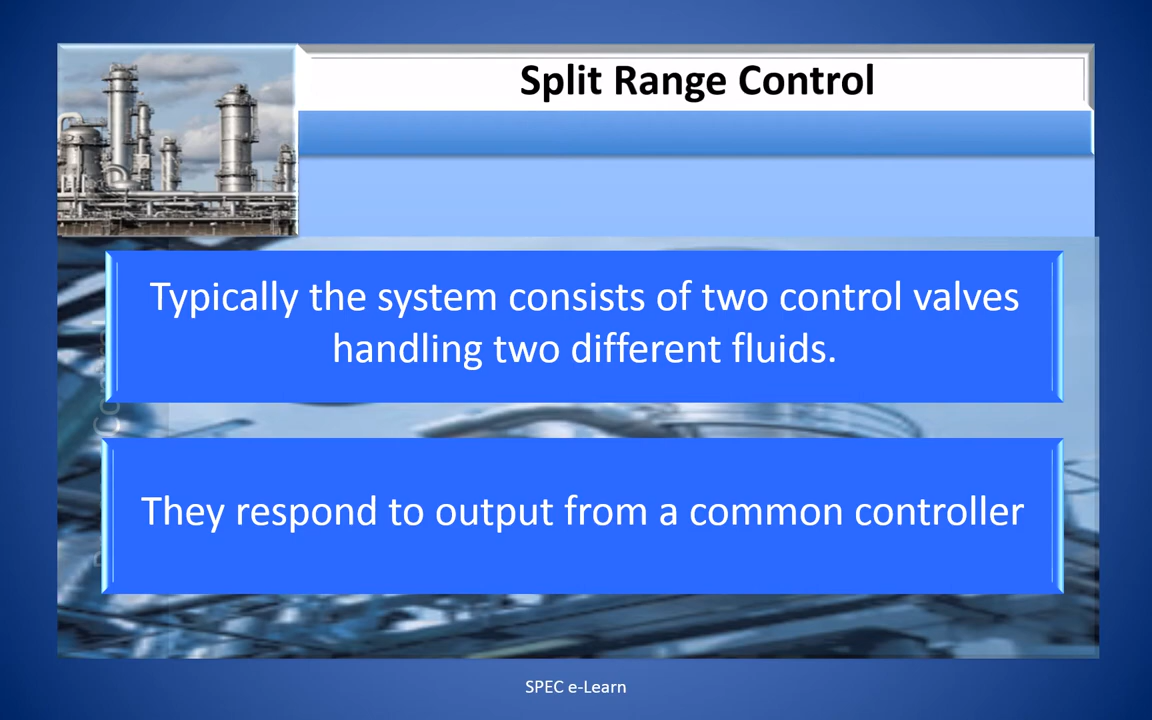 Split Range Control
Typically the system consists of two control valves
handling two different fluids.
They respond to output from a common controller
SPEC e-Learn